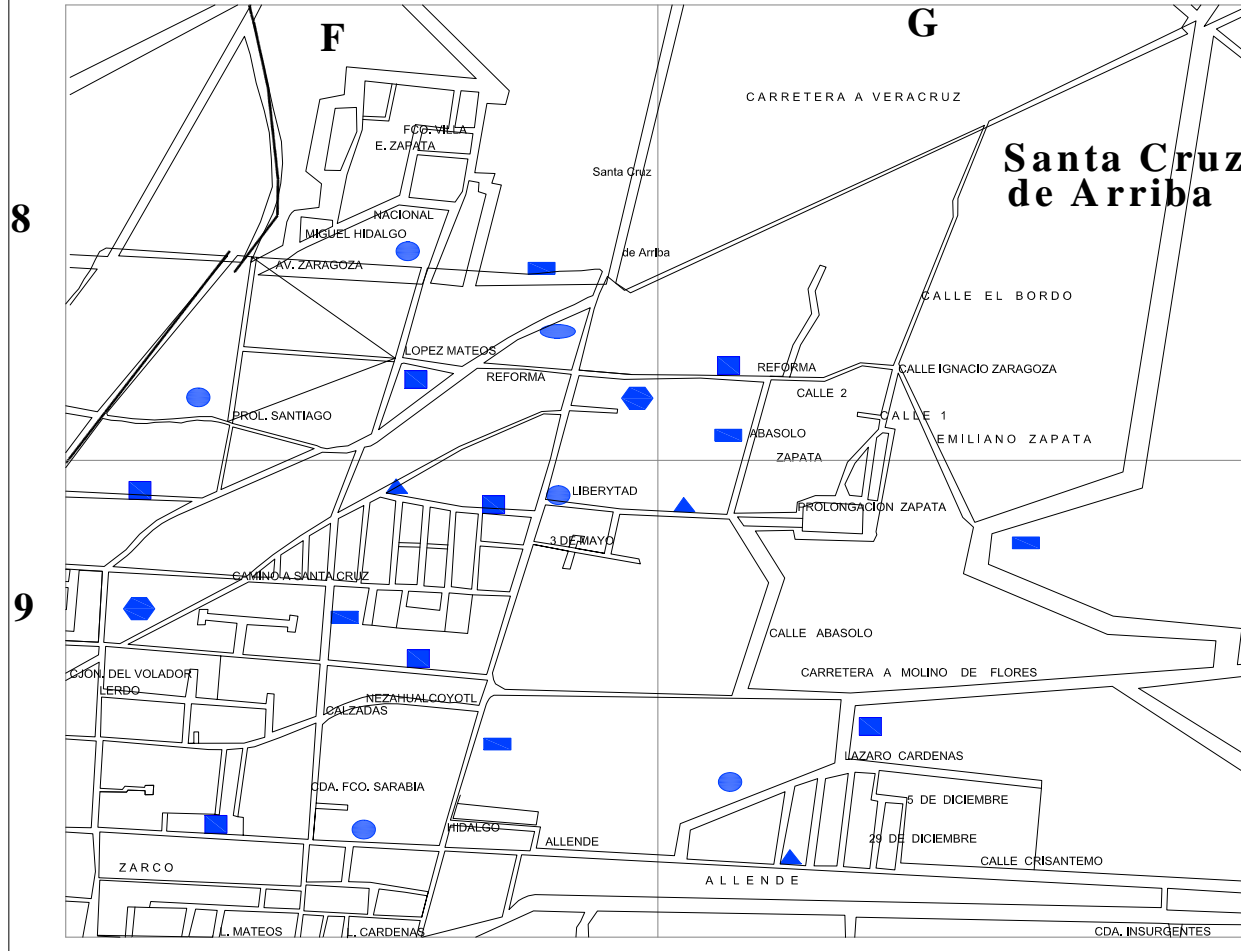 F
G
CARRETERA A VERACRUZ
FCO. VILLA
E. ZAPATA
Santa Cruz
de Arriba
Santa Cruz
8
NACIONAL
MIGUEL HIDALGO
de Arriba
AV. ZARAGOZA
CALLE EL BORDO
LOPEZ MATEOS
REFORMA
REFORMA
CALLE IGNACIO ZARAGOZA
CALLE 2
PROL. SANTIAGO
CALLE 1
ABASOLO
EMILIANO ZAPATA
ZAPATA
LIBERYTAD
PROLONGACION ZAPATA
3 DE MAYO
CAMINO A SANTA CRUZ
9
CALLE ABASOLO
CJON. DEL VOLADOR
CARRETERA A MOLINO DE FLORES
LERDO
NEZAHUALCOYOTL
CALZADAS
LAZARO CARDENAS
CDA. FCO. SARABIA
5 DE DICIEMBRE
HIDALGO
ALLENDE
29 DE DICIEMBRE
CALLE CRISANTEMO
ZARCO
ALLENDE
L. MATEOS
L. CARDENAS
CDA. INSURGENTES